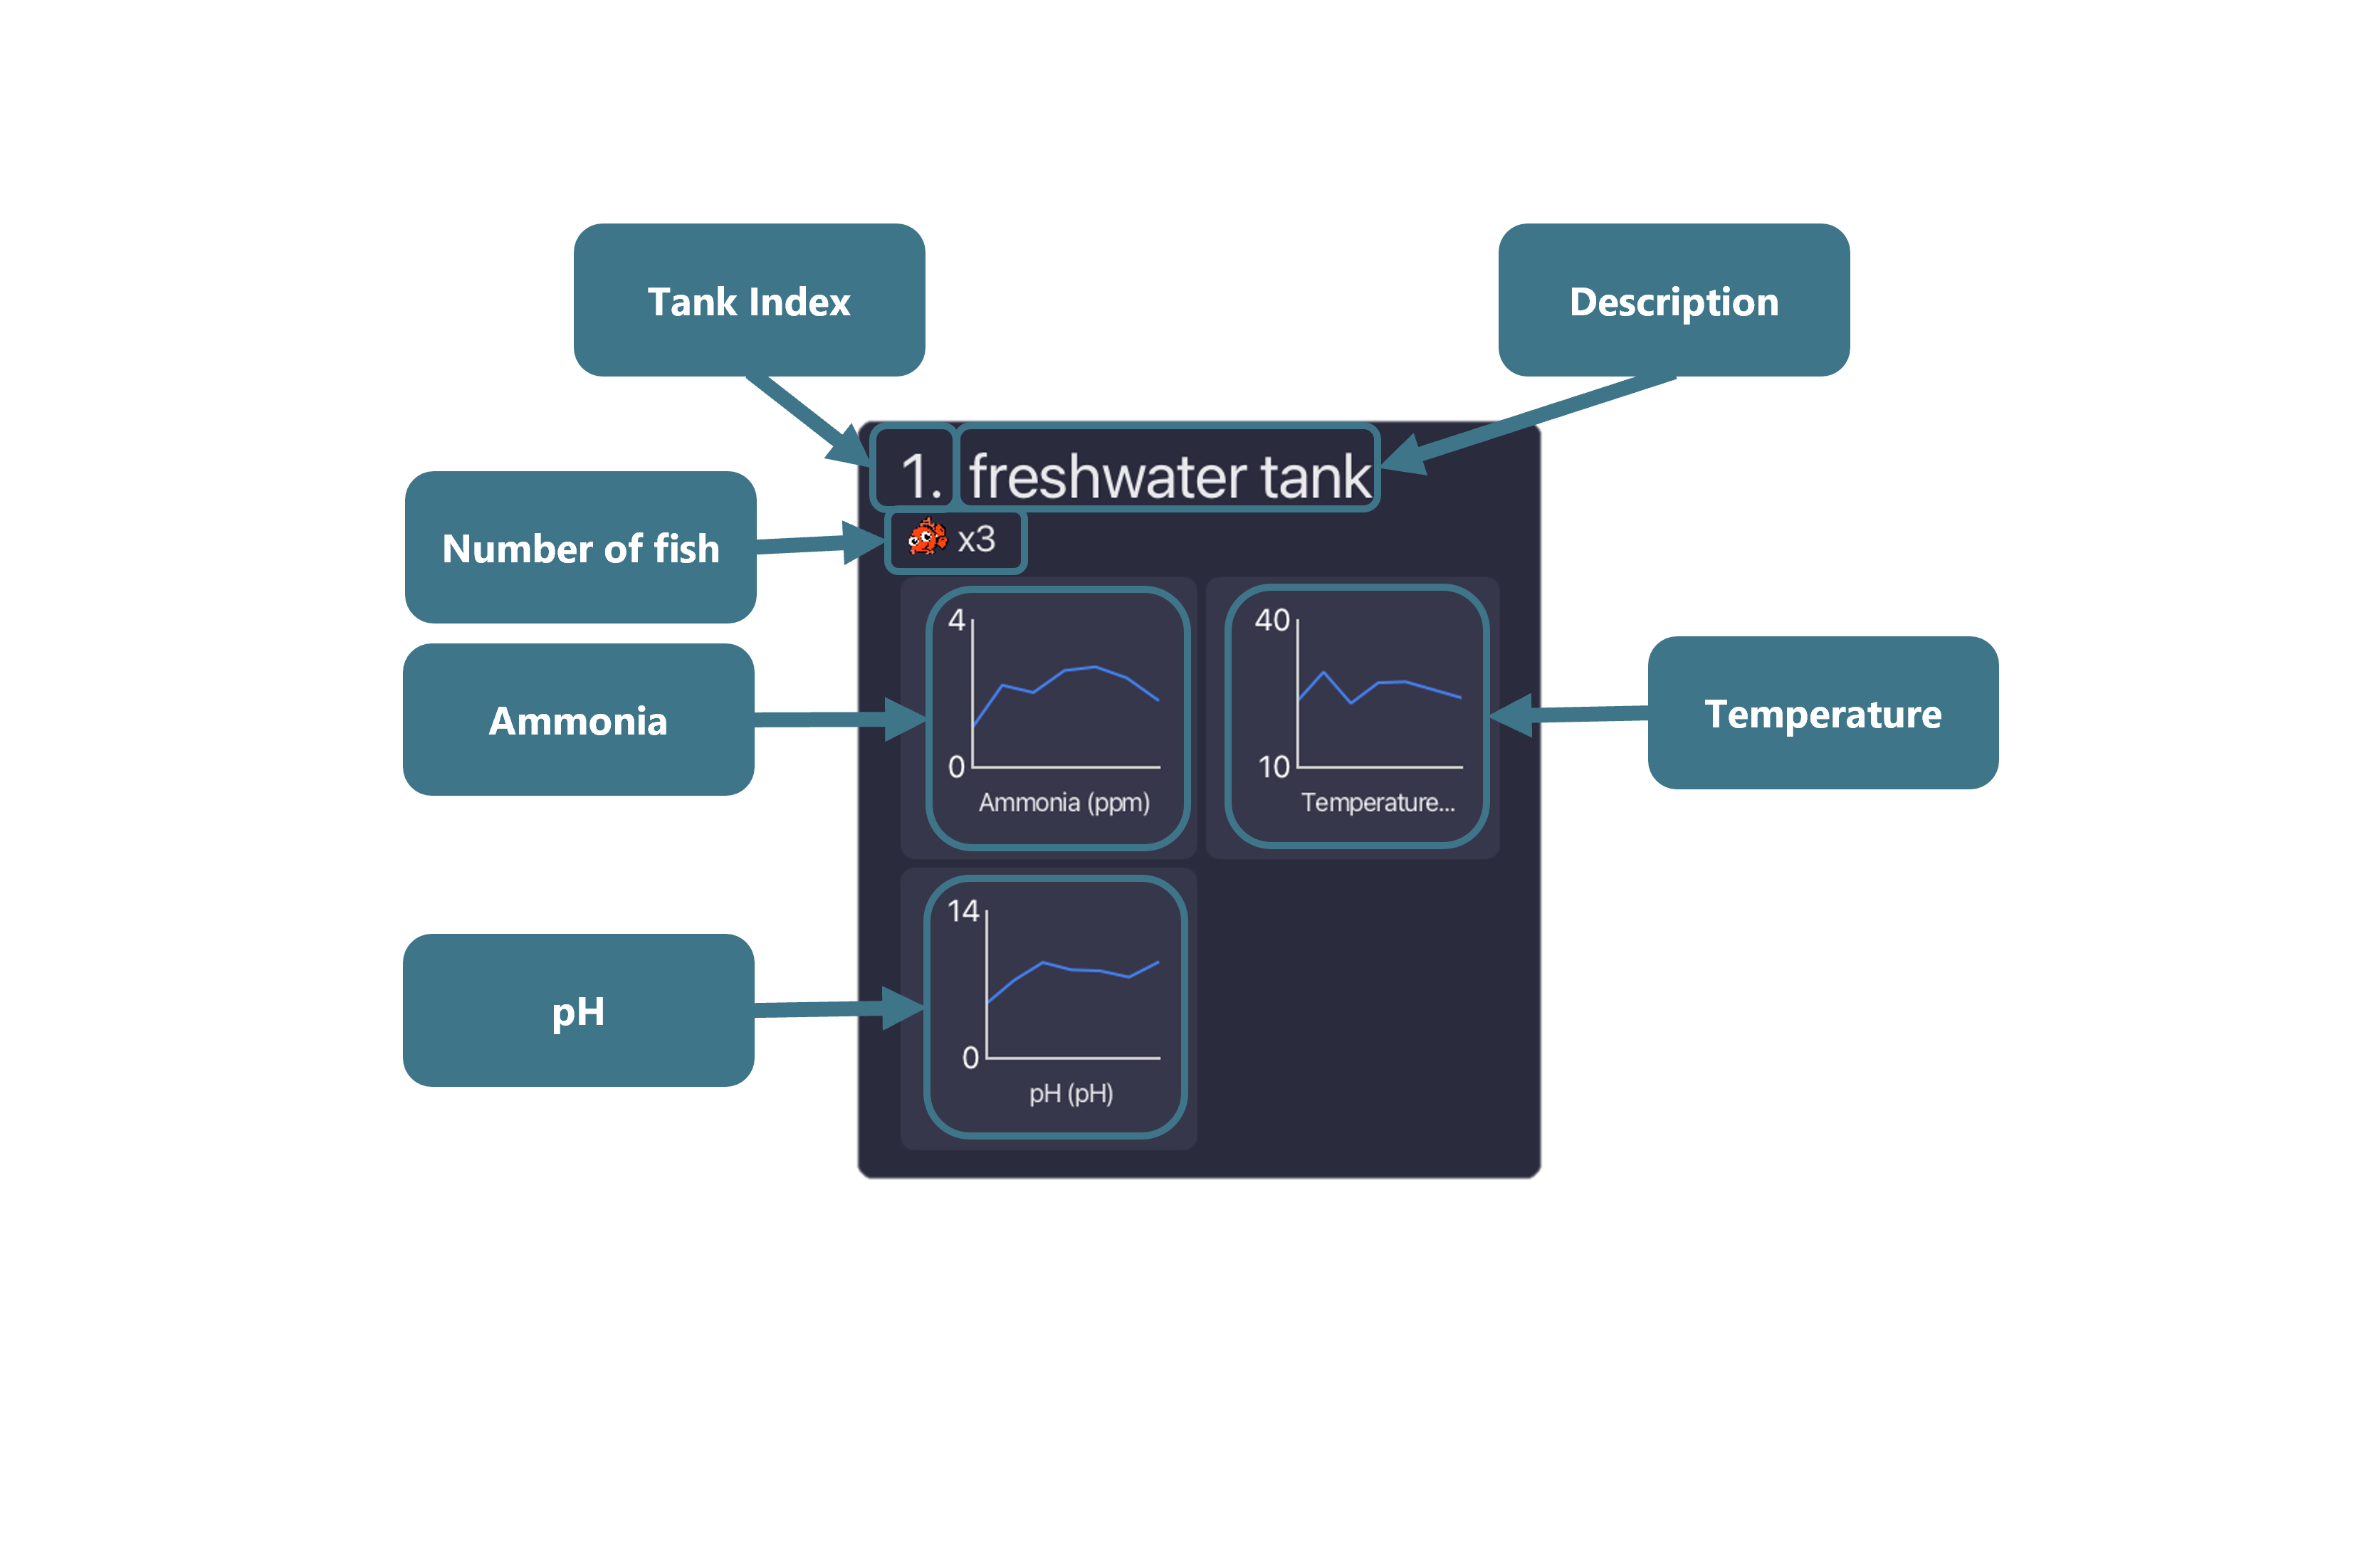 Tank Index
Description
1. freshwater tank
Number of fish
x3
Ammonia
4
0
Ammonia (ppm)
40
10
Temperature...
Temperature
pH
14
0
pH (pH)